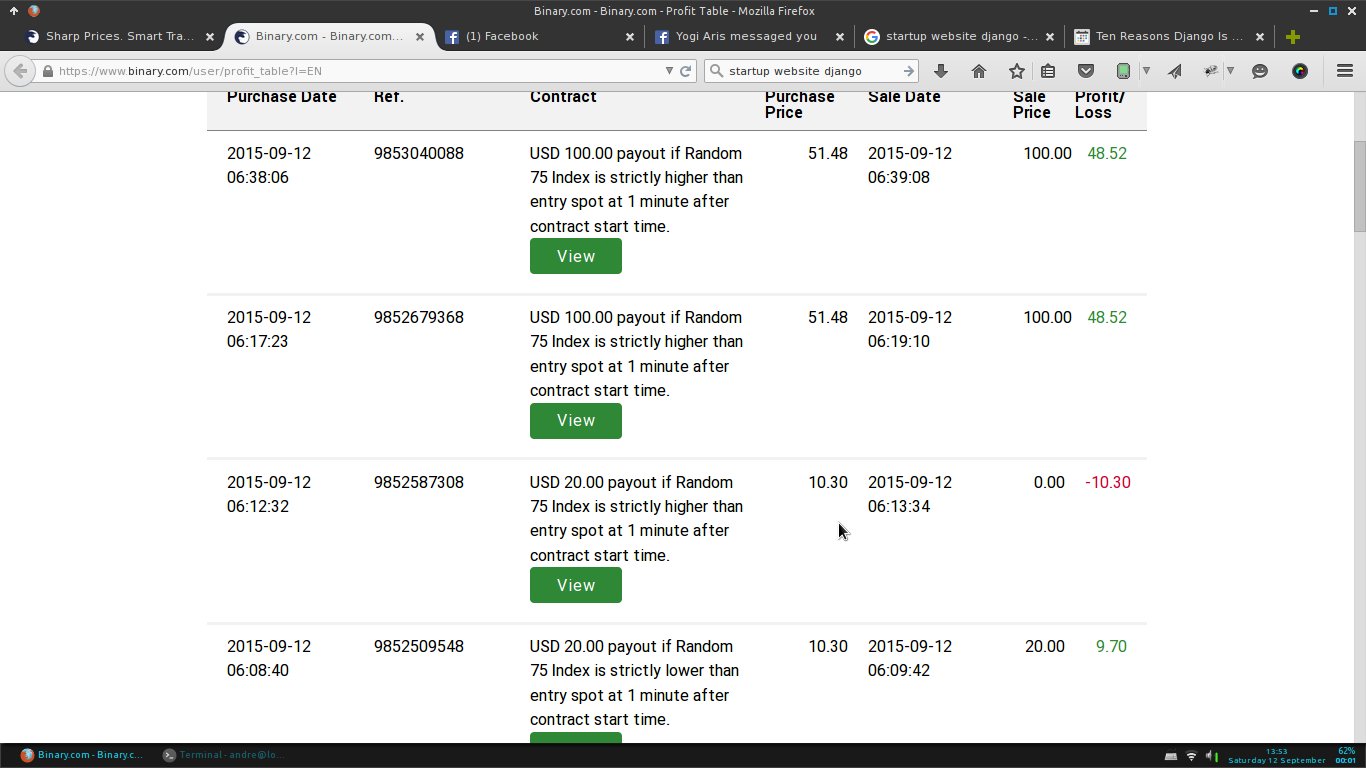 Binary.com - Binary.com - Profit Table - Mozilla Firefox
Sharp Prices. Smart Tra...
Binary.com - Binary.com...
(1) Facebook
Yogi Aris messaged you
startup website django -...
Ten Reasons Django Is ...
https://www.binary.com/user/profit_table?l=EN
startup website django
Purchase Date Ref. Contract Purchase Sale Date Sale Profit/
Price Price Loss
2015-09-12 9853040088 USD 100.00 payout if Random 51.48 2015-09-12 100.00 48.52
06:38:06 75 Index is strictly higher than 06:39:08
entry spot at 1 minute after
contract start time.
View
2015-09-12 9852679368 USD 100.00 payout if Random 51.48 2015-09-12 100.00 48.52
06:17:23 75 Index is strictly higher than 06:19:10
entry spot at 1 minute after
contract start time.
View
2015-09-12 9852587308 USD 20.00 payout if Random 10.30 2015-09-12 0.00 -10.30
06:12:32 75 Index is strictly higher than 06:13:34
entry spot at 1 minute after
contract start time.
View
2015-09-12 9852509548 USD 20.00 payout if Random 10.30 2015-09-12 20.00 9.70
06:08:40 75 Index is strictly lower than 06:09:42
entry spot at 1 minute after
contract start time.
Binary.com - Binary.c...
Terminal - andre@lo...
13:53
Saturday 12 September
62%
00:01